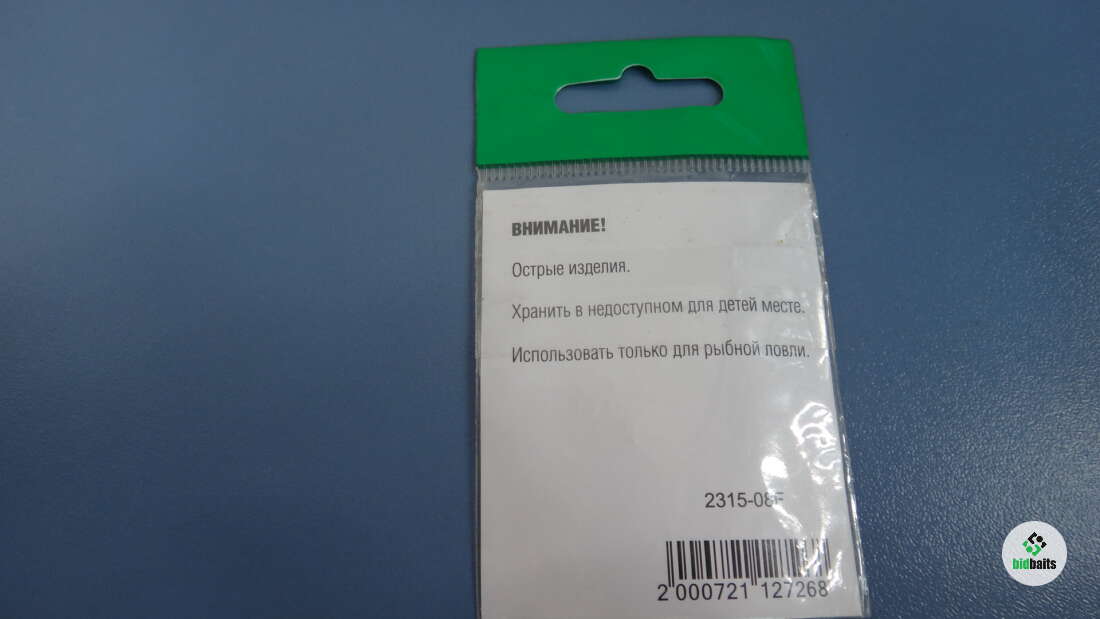 ВНИМАНИЕ!
Острые изделия.
Хранить в недоступном для детей месте.
Использовать только для рыбной ловли.
2315-08F
2 000721 127268
bidbaits